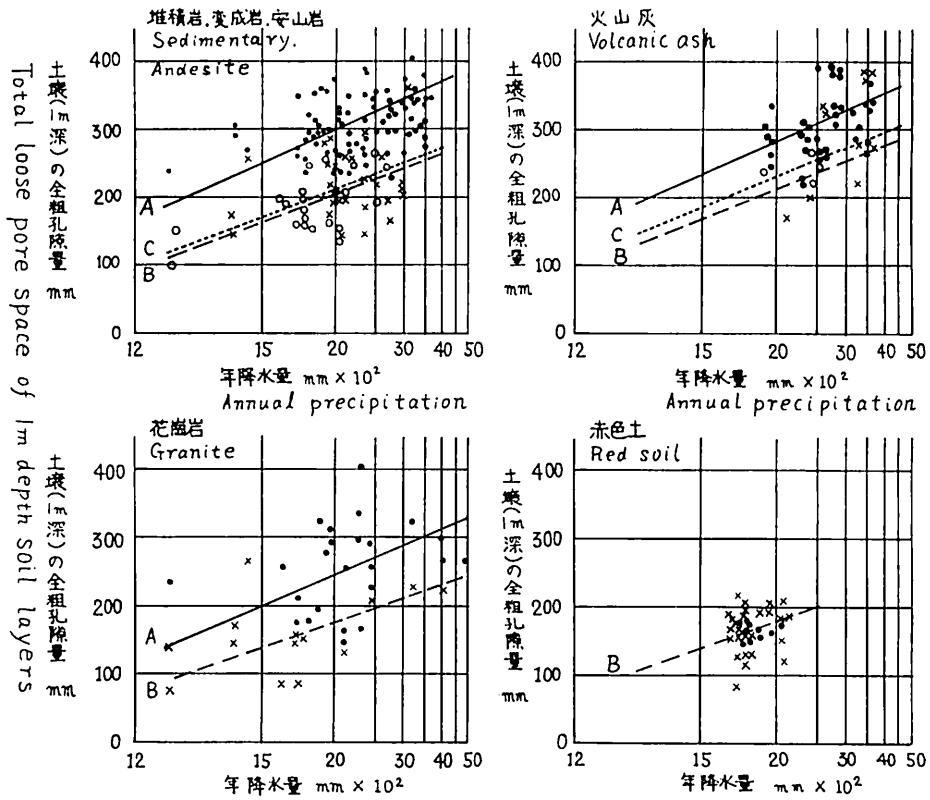 Total loose pore space of 1m depth soil layers
堆積岩.変成岩.安山岩
Sedimentary.
Andesite
土壌(1m深)の全粗孔隙量 mm
400
300
200
100
0
A
C
B
12 15 20 30 40 50
年降水量 mm×10²
Annual precipitation
火山灰
Volcanic ash
土壌(1m深)の全粗孔隙量 mm
400
300
200
100
0
A
C
B
12 15 20 30 40 50
年降水量 mm×10²
Annual precipitation
花崗岩
Granite
土壌(1m深)の全粗孔隙量 mm
400
300
200
100
0
A
B
12 15 20 30 40 50
年降水量 mm×10²
赤色土
Red soil
土壌(1m深)の全粗孔隙量 mm
400
300
200
100
0
B
12 15 20 30 40 50
年降水量 mm×10²